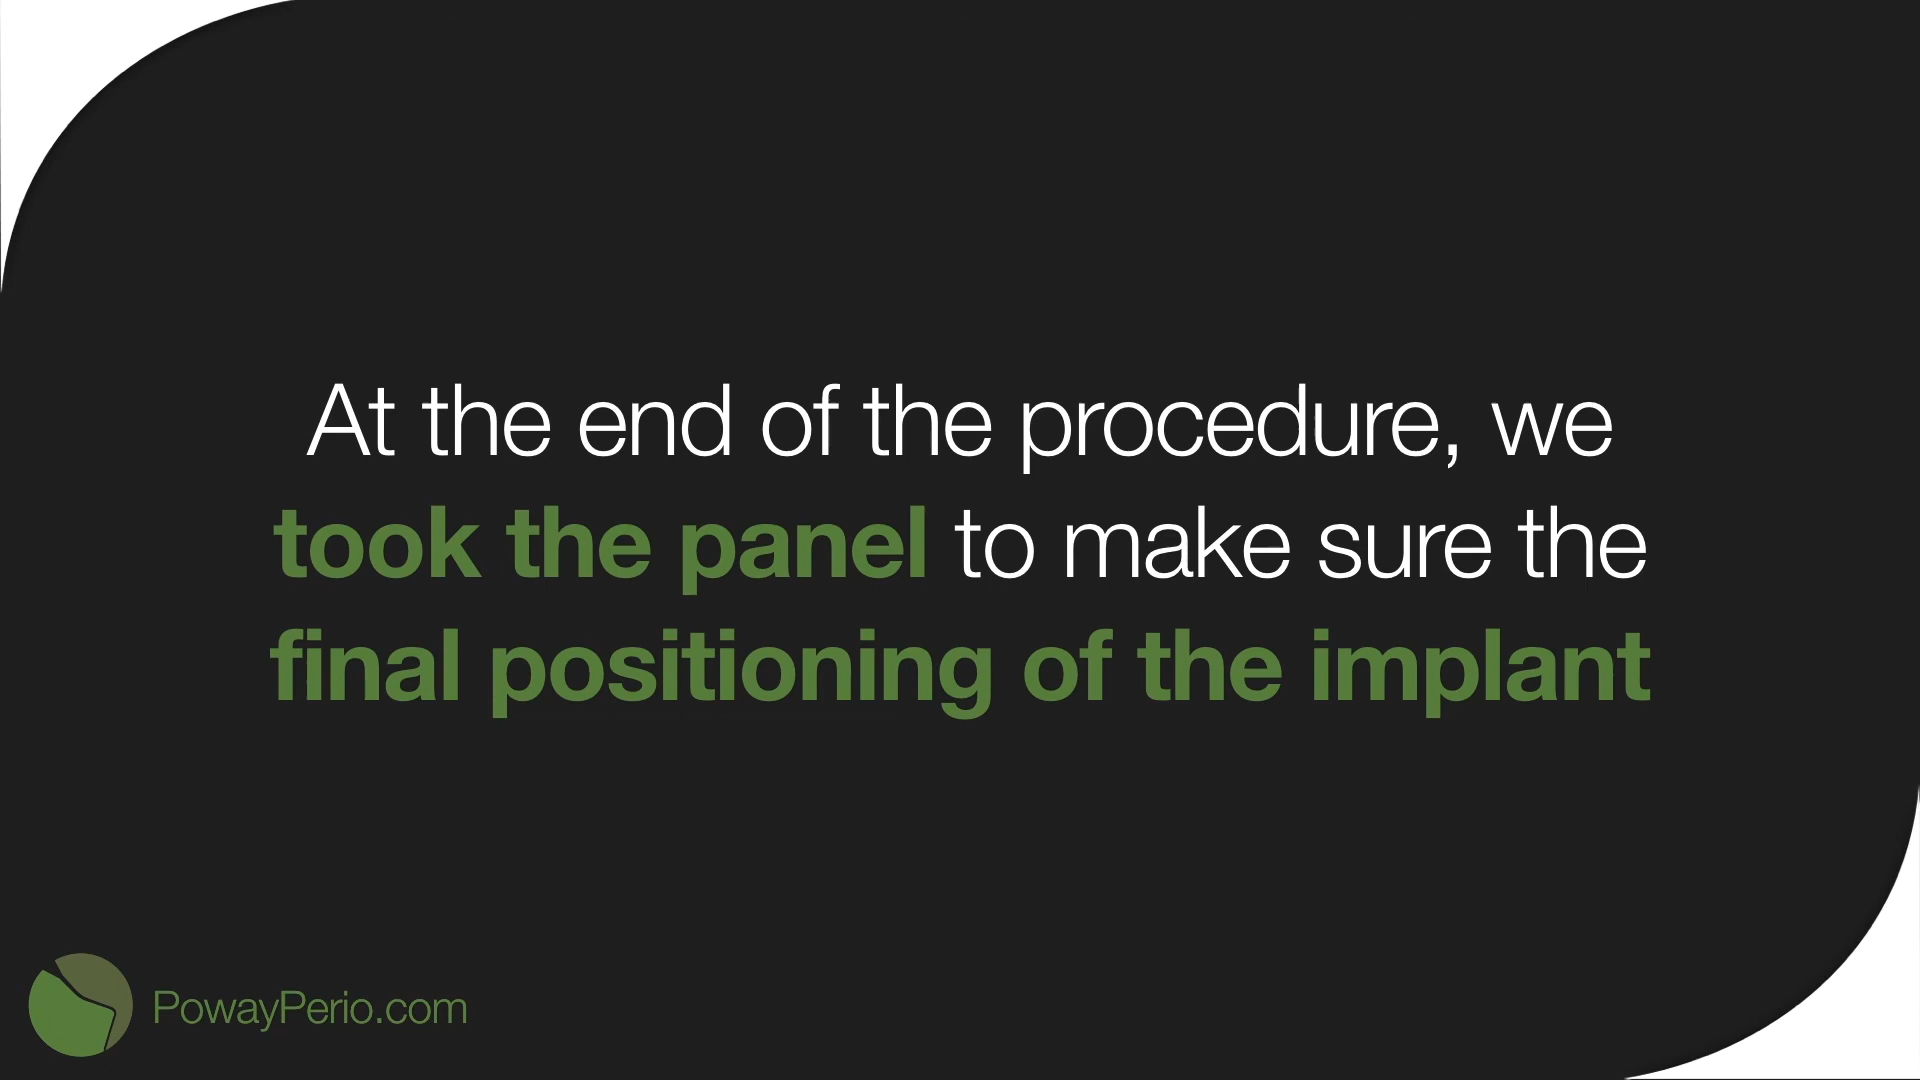 At the end of the procedure, we
took the panel to make sure the
final positioning of the implant
PowayPerio.com